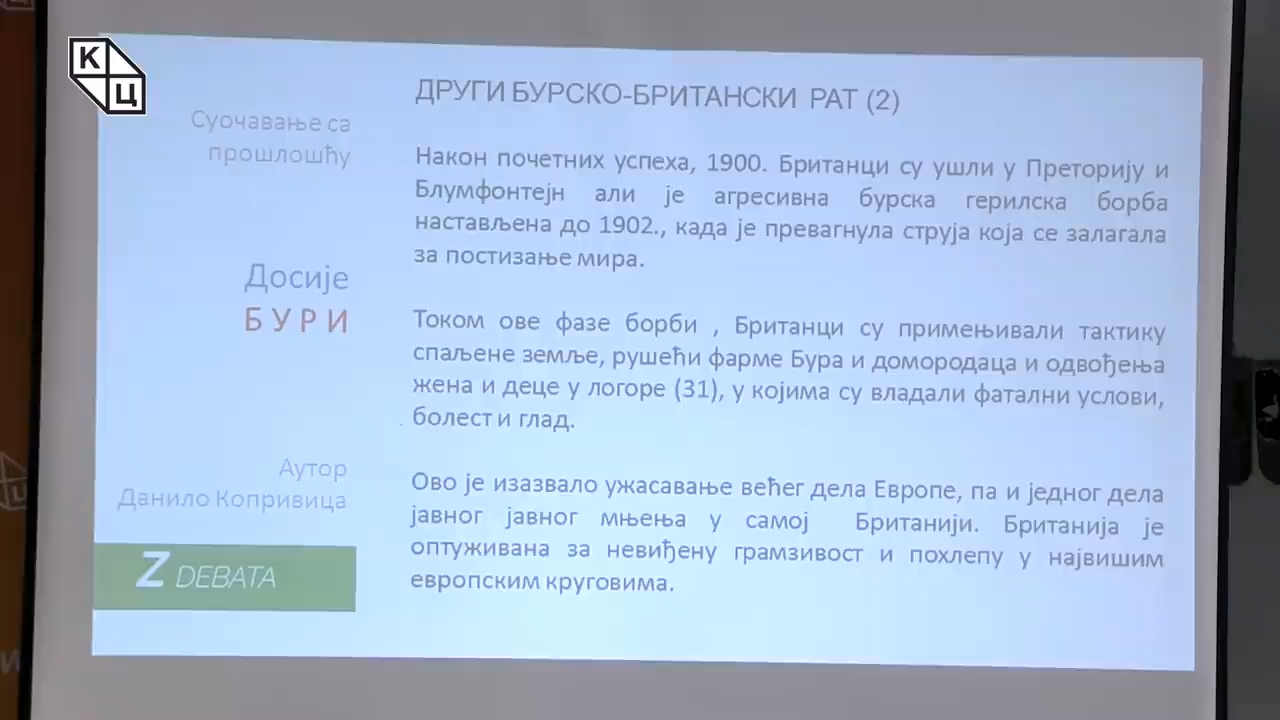 К
Ц
Суочавање са
прошлошћу
Досије
БУРИ
Аутор
Данило Копривица
Z DEBATA
ДРУГИ БУРСКО-БРИТАНСКИ РАТ (2)
Након почетних успеха, 1900. Британци су ушли у Преторију и
Блумфонтејн али је агресивна бурска герилска борба
настављена до 1902., када је превагнула струја која се залагала
за постизање мира.
Током ове фазе борби , Британци су примењивали тактику
спаљене земље, рушећи фарме Бура и домородаца и одвођења
жена и деце у логоре (31), у којима су владали фатални услови,
болест и глад.
Ово је изазвало ужасавање већег дела Европе, па и једног дела
јавног јавног мњења у самој Британији. Британија је
оптуживана за невиђену грамзивост и похлепу у највишим
европским круговима.